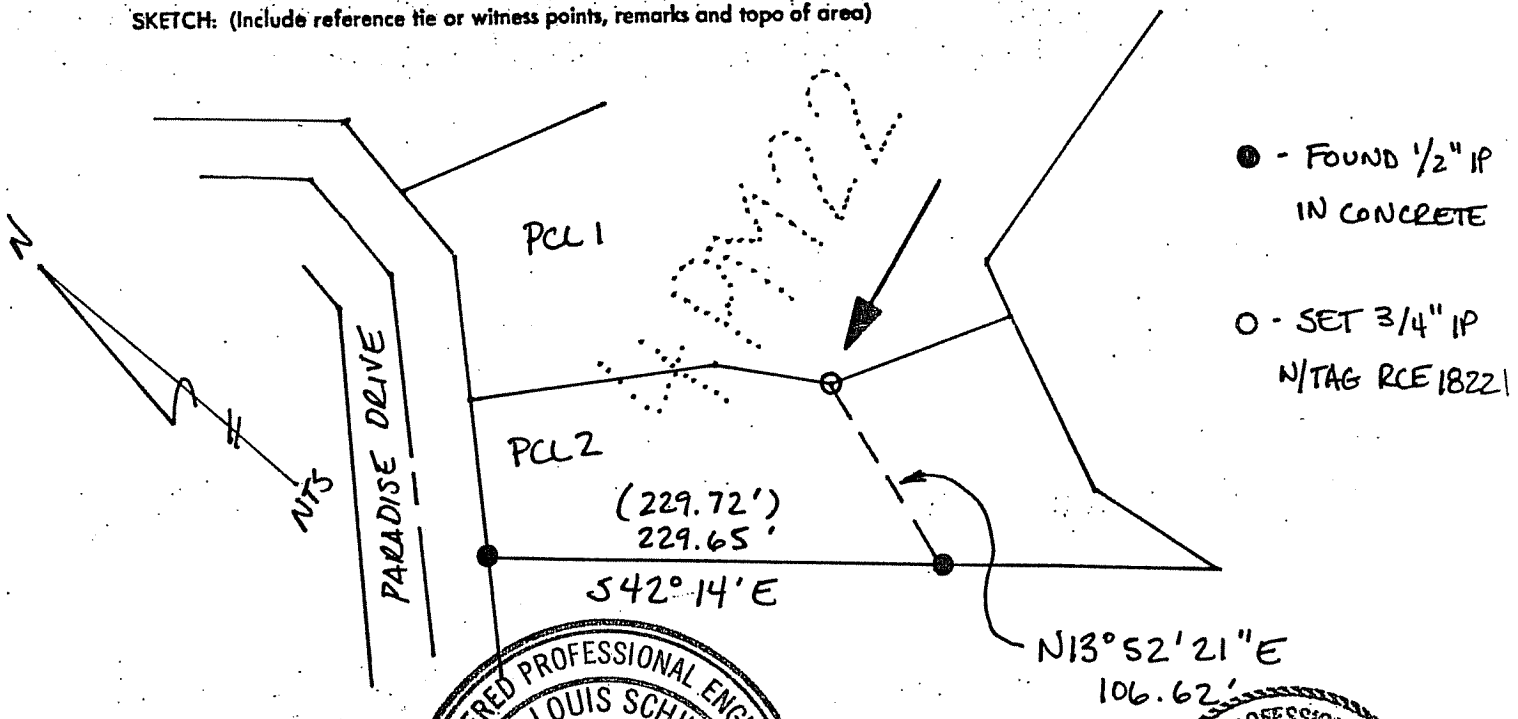 SKETCH: (Include reference tie or witness points, remarks and topo of area)
● - FOUND 1/2" IP
IN CONCRETE
PCL 1
N
O - SET 3/4" IP
W/TAG RCE 18221
PARADISE DRIVE
PCL 2
NTS
(229.72')
229.65'
S42° 14' E
N13° 52' 21" E
106.62'
PROFESSIONAL
LOUIS